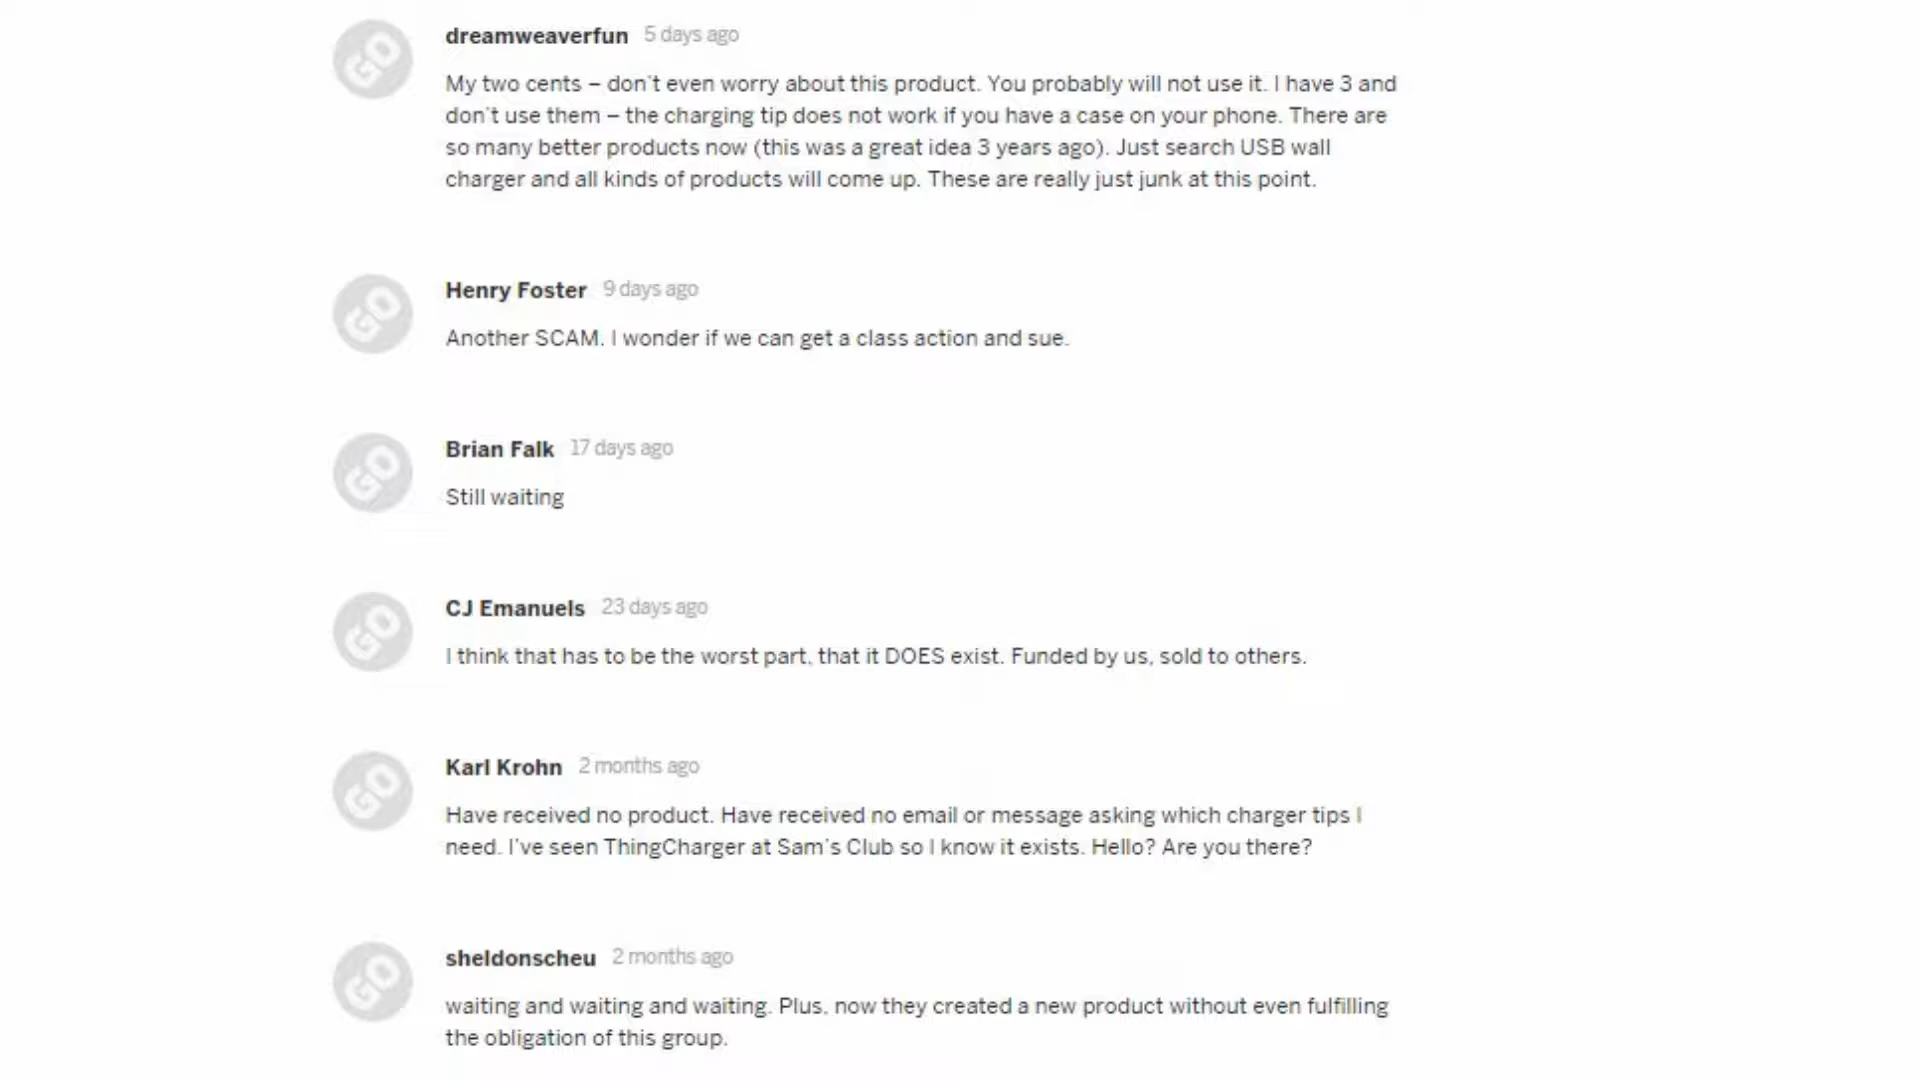 dreamweaverfun 5 days ago
My two cents – don't even worry about this product. You probably will not use it. I have 3 and
don't use them – the charging tip does not work if you have a case on your phone. There are
so many better products now (this was a great idea 3 years ago). Just search USB wall
charger and all kinds of products will come up. These are really just junk at this point.
GO
Henry Foster 9 days ago
Another SCAM. I wonder if we can get a class action and sue.
GO
Brian Falk 17 days ago
Still waiting
GO
CJ Emanuels 23 days ago
I think that has to be the worst part, that it DOES exist. Funded by us, sold to others.
GO
Karl Krohn 2 months ago
Have received no product. Have received no email or message asking which charger tips I
need. I've seen ThingCharger at Sam's Club so I know it exists. Hello? Are you there?
GO
sheldonscheu 2 months ago
waiting and waiting and waiting. Plus, now they created a new product without even fulfilling
the obligation of this group.
GO